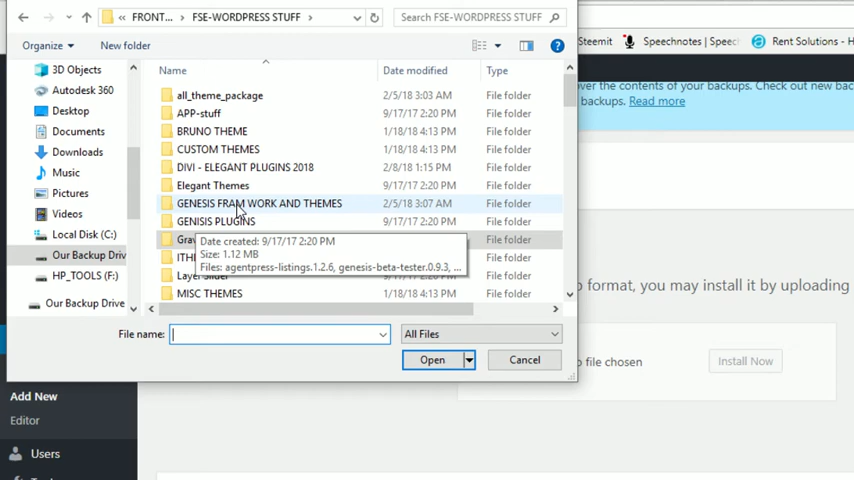 « FRONT... > FSE-WORDPRESS STUFF >
Search FSE-WORDPRESS STUFF
Organize
New folder
Steemit
Speechnotes | Speec
Rent Solutions - H
Name
Date modified
Type
over the contents of your backups. Check out new bac
backups. Read more
3D Objects
Autodesk 360
Desktop
Documents
Downloads
Music
Pictures
Videos
Local Disk (C:)
Our Backup Driv
HP_TOOLS (F:)
Our Backup Drive
all_theme_package 2/5/18 3:03 AM File folder
APP-stuff 9/17/17 2:20 PM File folder
BRUNO THEME 1/18/18 4:13 PM File folder
CUSTOM THEMES 1/18/18 4:13 PM File folder
DIVI - ELEGANT PLUGINS 2018 2/8/18 1:15 PM File folder
Elegant Themes 9/17/17 2:20 PM File folder
GENESIS FRAM WORK AND THEMES 2/5/18 3:07 AM File folder
GENISIS PLUGINS 9/17/17 2:20 PM File folder
Grav File folder
Date created: 9/17/17 2:20 PM
Size: 1.12 MB
Files: agentpress-listings.1.2.6, genesis-beta-tester.0.9.3, ...
ITH File folder
File folder
MISC THEMES 1/18/18 4:13 PM File folder
p format, you may install it by uploading
File name:
All Files
Open
Cancel
o file chosen
Install Now
Add New
Editor
Users